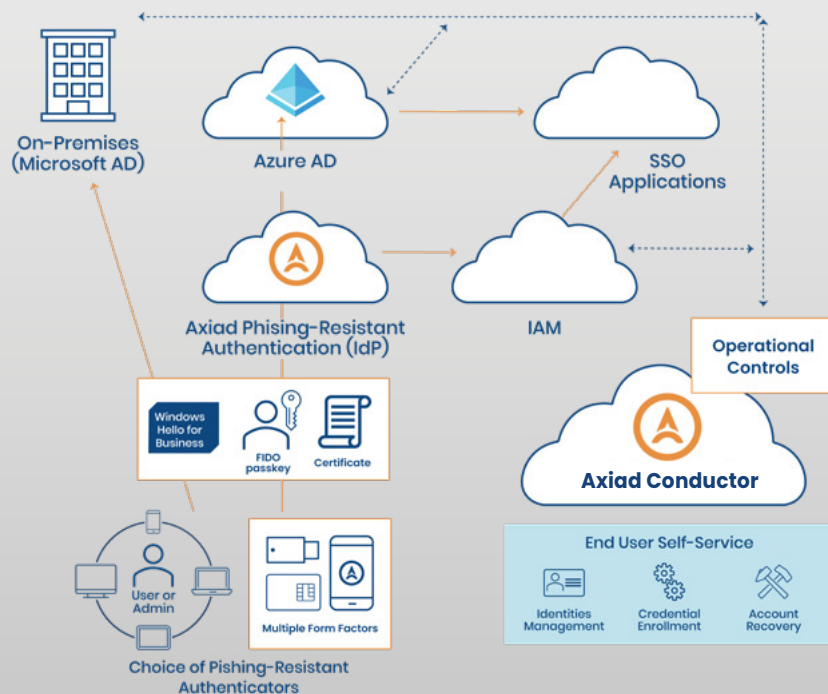 On-Premises
(Microsoft AD)
Azure AD
SSO
Applications
Axiad Phising-Resistant
Authentication (IdP)
IAM
Operational
Controls
Windows
Hello for
Business
FIDO
passkey
Certificate
Axiad Conductor
User or
Admin
Multiple Form Factors
Choice of Pishing-Resistant
Authenticators
End User Self-Service
Identities
Management
Credential
Enrollment
Account
Recovery